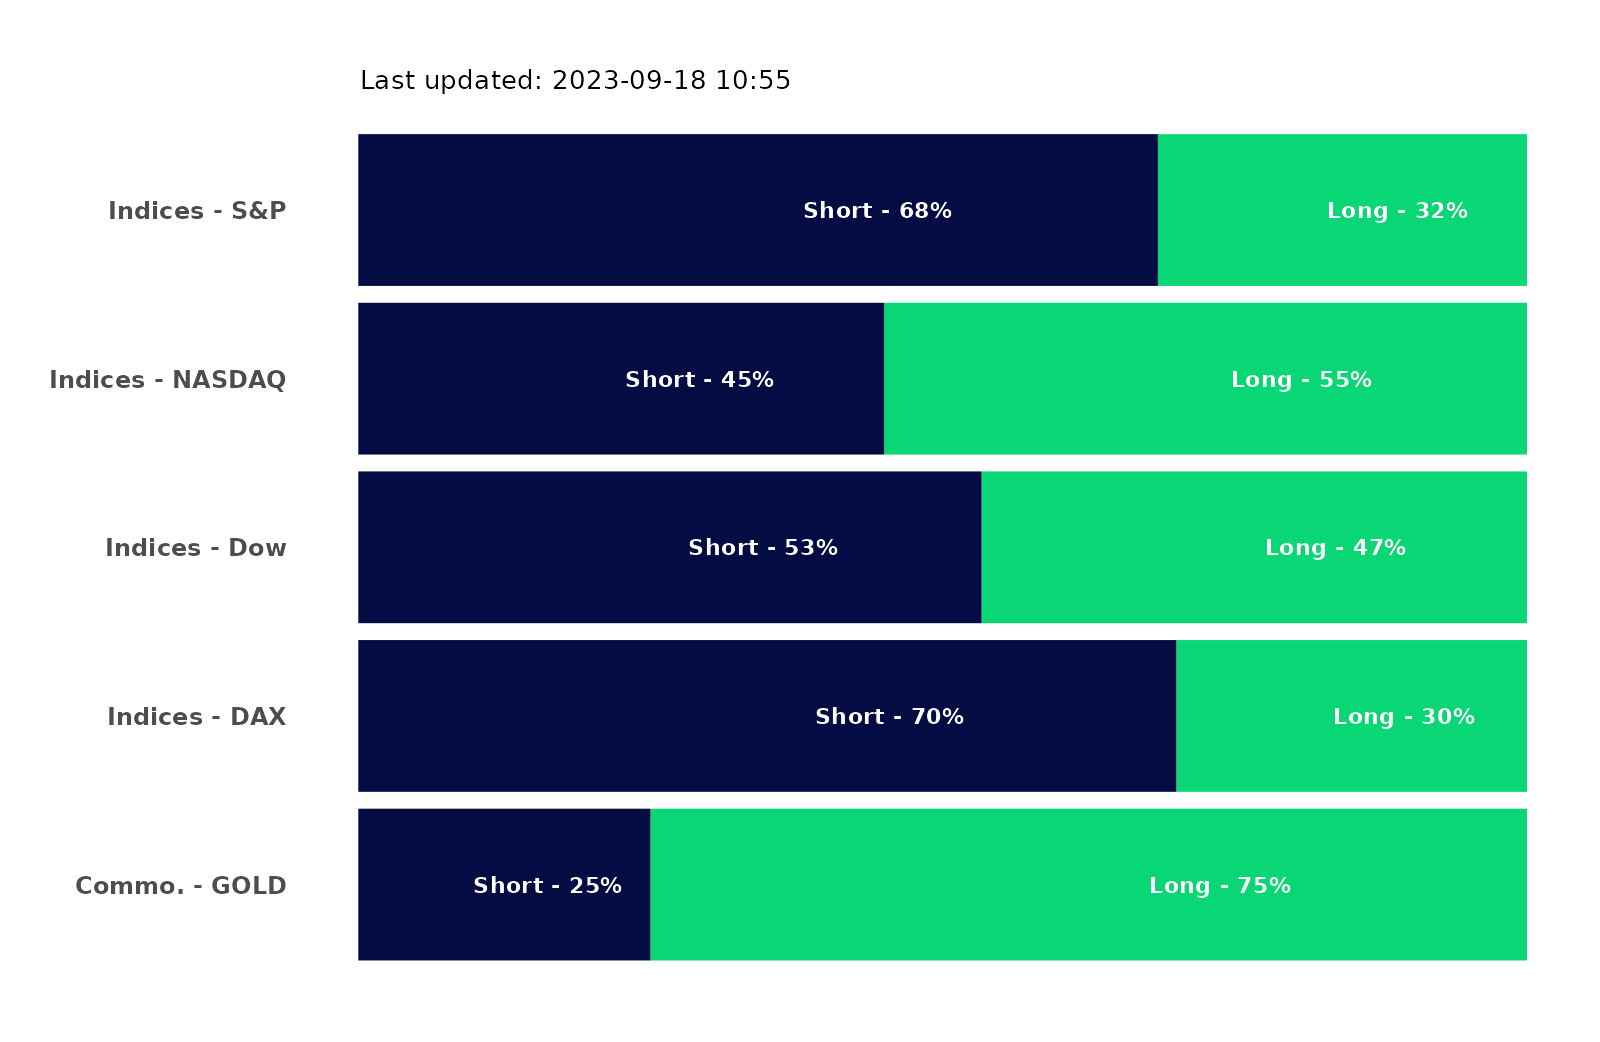 Last updated: 2023-09-18 10:55
Indices - S&P Short - 68% Long - 32%
Indices - NASDAQ Short - 45% Long - 55%
Indices - Dow Short - 53% Long - 47%
Indices - DAX Short - 70% Long - 30%
Commo. - GOLD Short - 25% Long - 75%